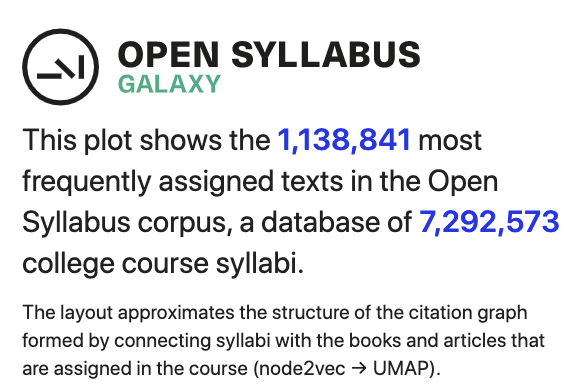 OPEN SYLLABUS
GALAXY
This plot shows the 1,138,841 most
frequently assigned texts in the Open
Syllabus corpus, a database of 7,292,573
college course syllabi.
The layout approximates the structure of the citation graph
formed by connecting syllabi with the books and articles that
are assigned in the course (node2vec → UMAP).